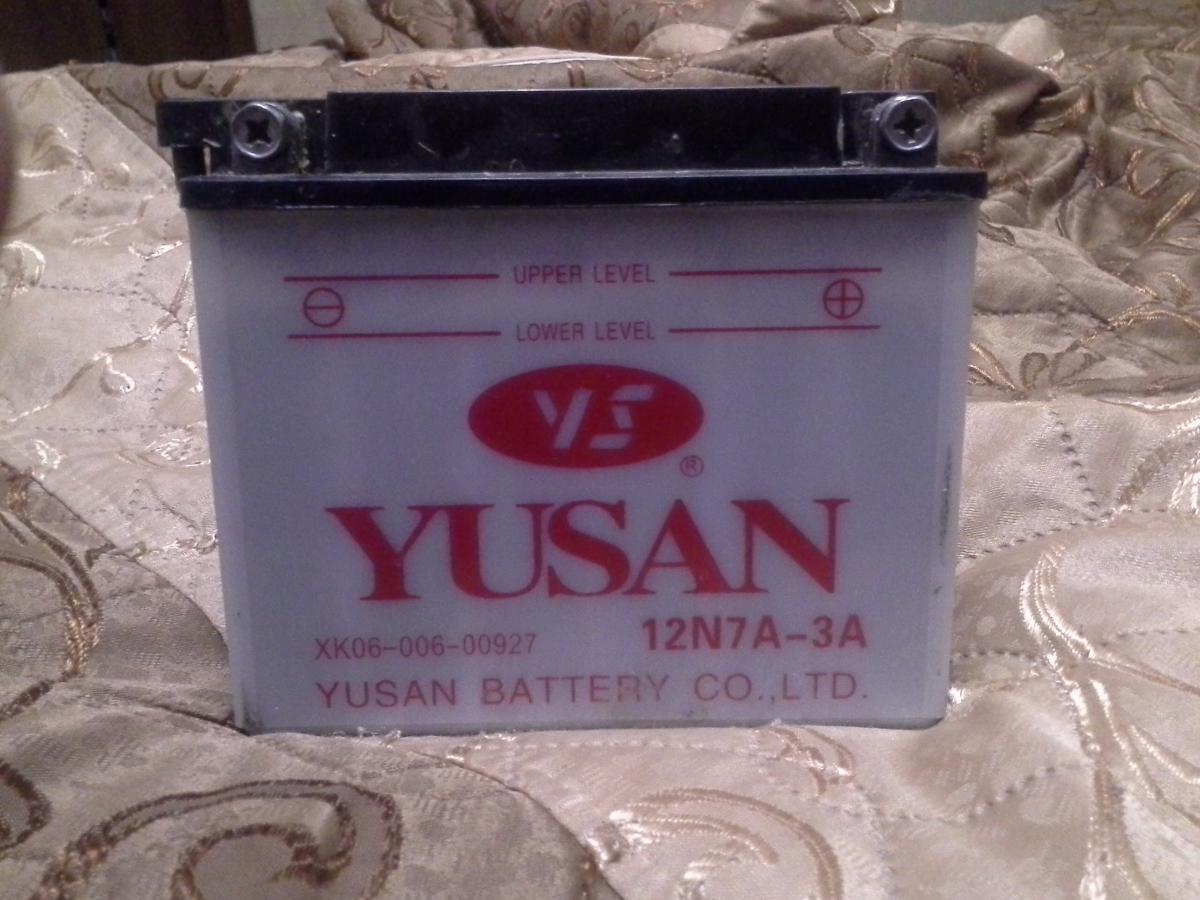 UPPER LEVEL
LOWER LEVEL
YS
®
YUSAN
XK06-006-00927 12N7A-3A
YUSAN BATTERY CO.,LTD.